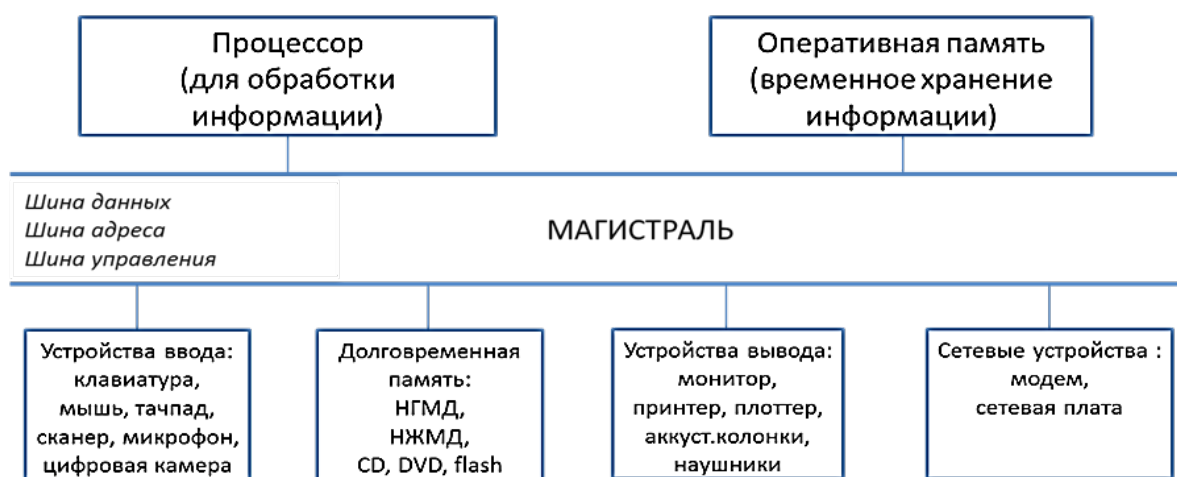 Процессор
(для обработки
информации)
Оперативная память
(временное хранение
информации)
Шина данных
Шина адреса
Шина управления
МАГИСТРАЛЬ
Устройства ввода:
клавиатура,
мышь, тачпад,
сканер, микрофон,
цифровая камера
Долговременная
память:
НГМД,
НЖМД,
CD, DVD, flash
Устройства вывода:
монитор,
принтер, плоттер,
аккуст.колонки,
наушники
Сетевые устройства :
модем,
сетевая плата